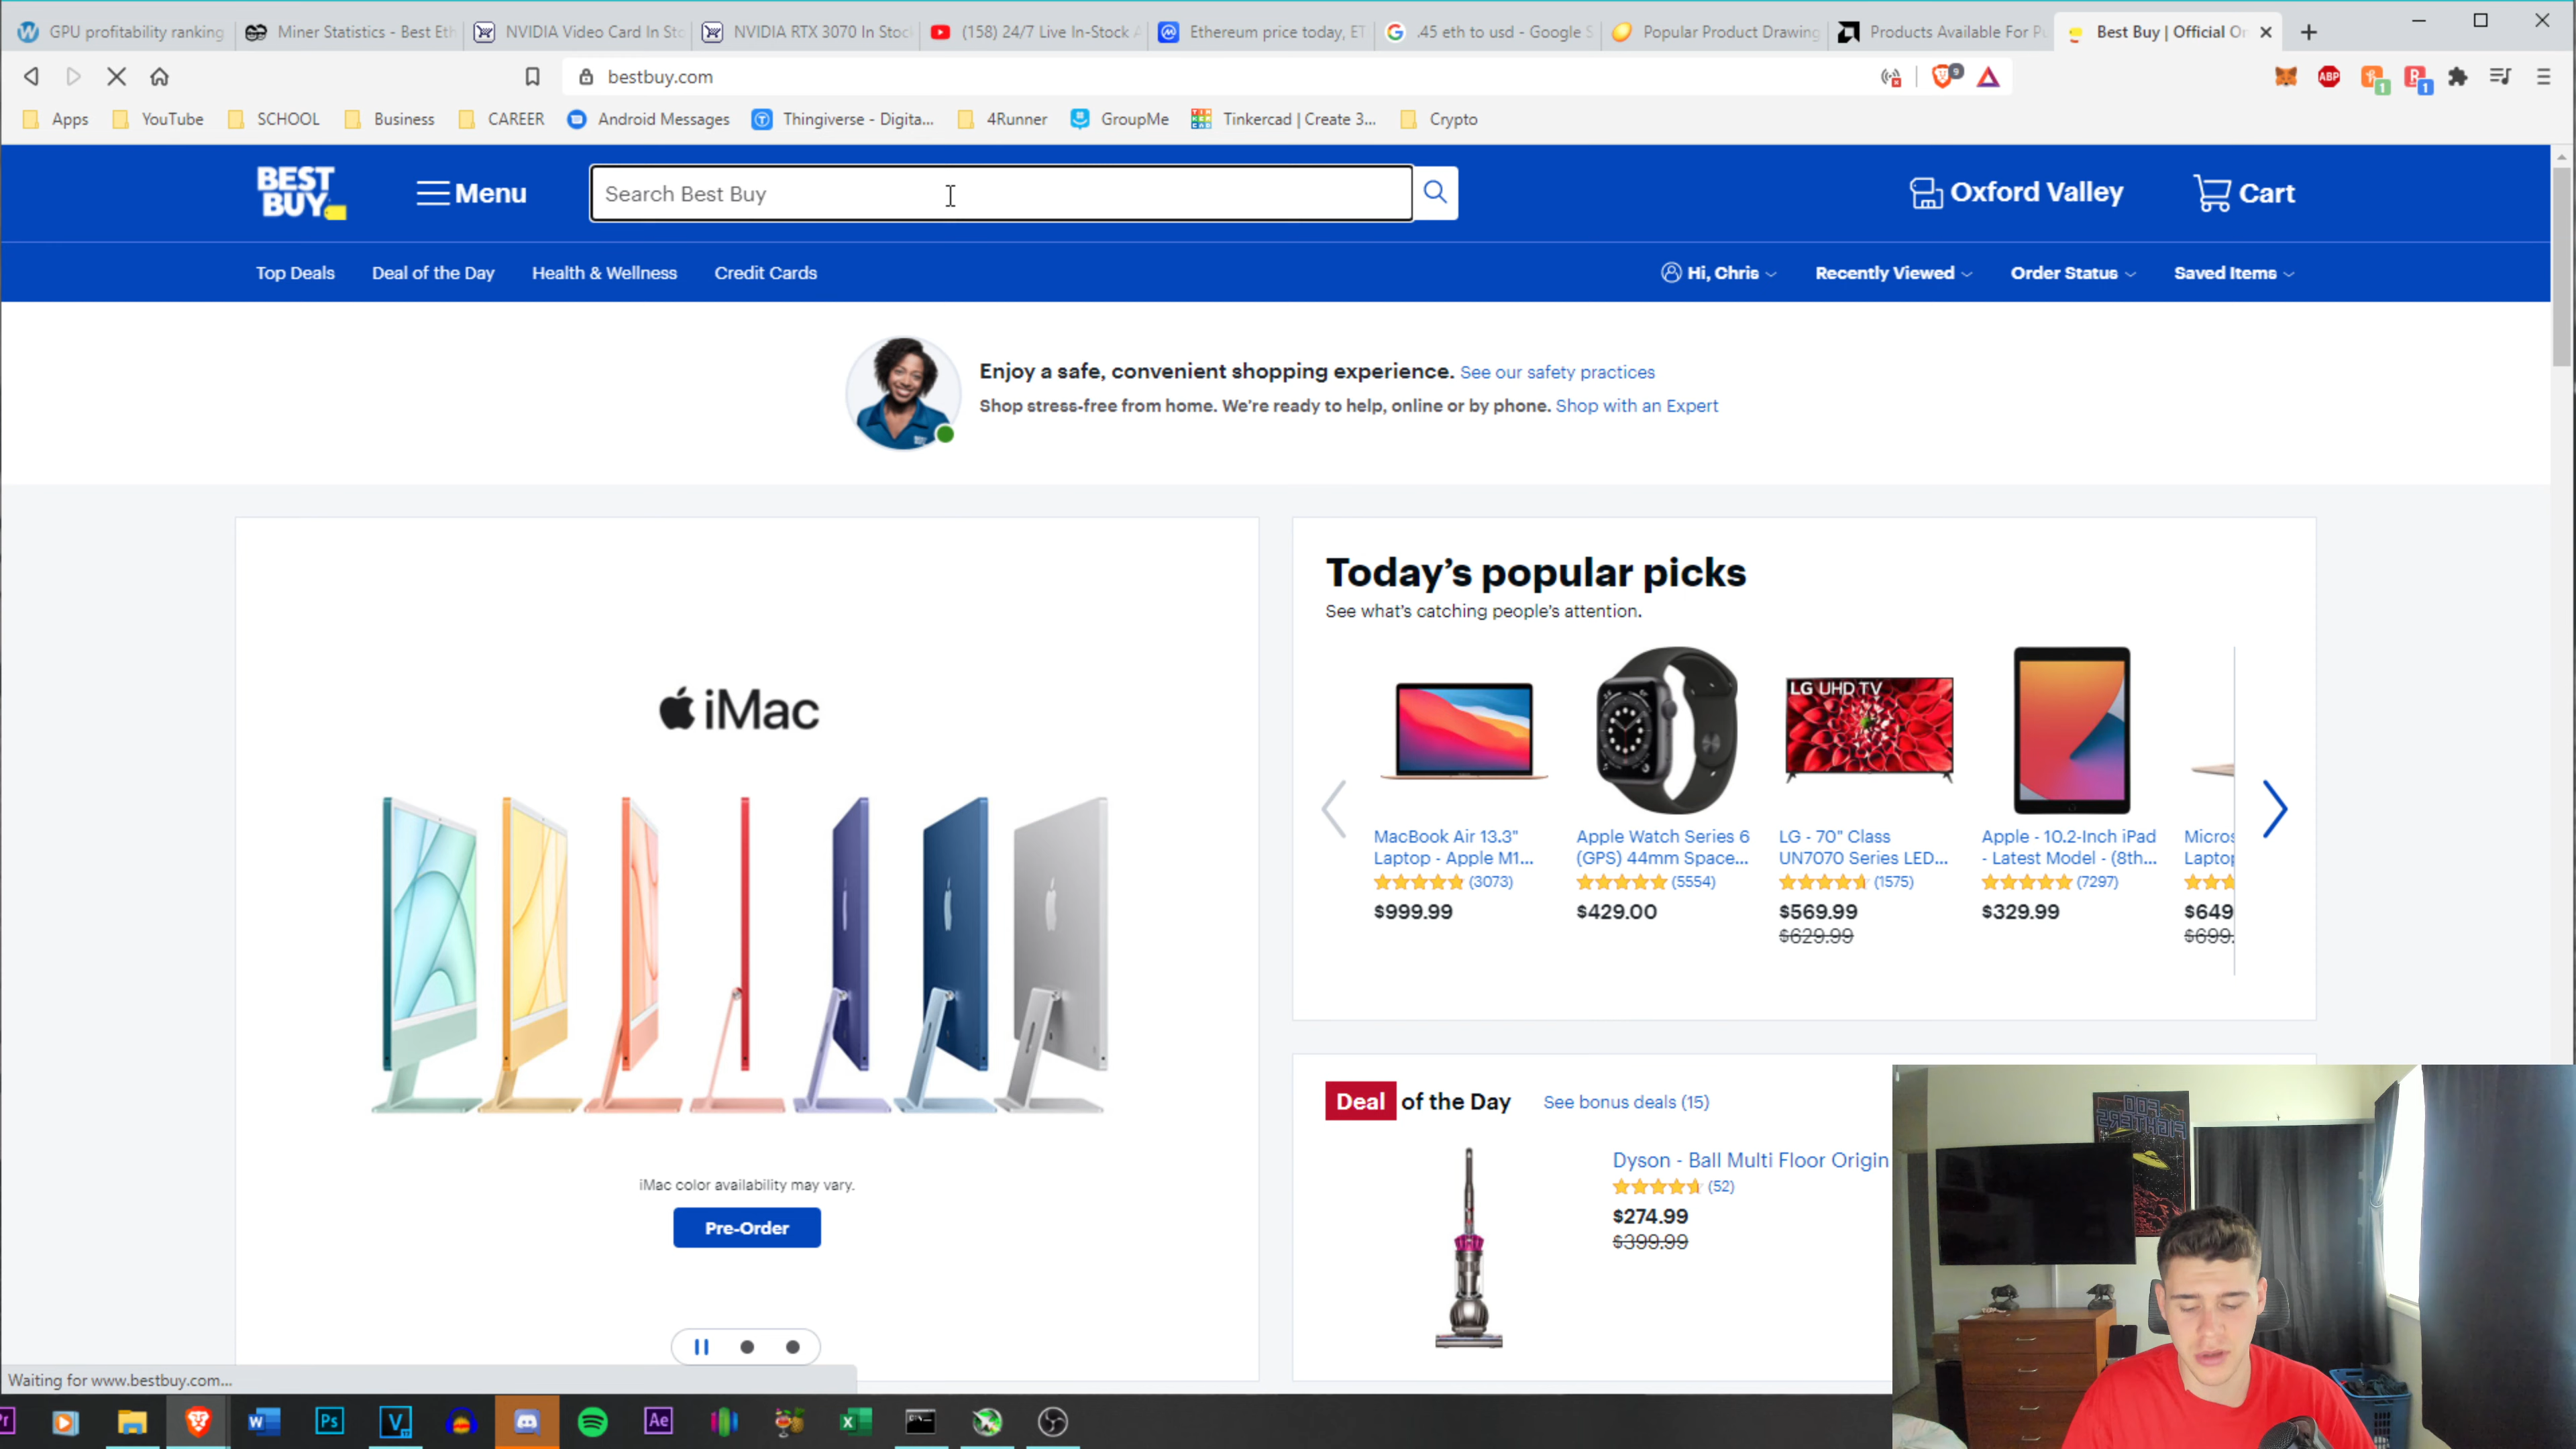 GPU profitability ranking
Miner Statistics - Best Eth
NVIDIA Video Card In Sto
NVIDIA RTX 3070 In Stoc
(158) 24/7 Live In-Stock A
Ethereum price today, ET
.45 eth to usd - Google S
Popular Product Drawing
Products Available For Pu
Best Buy | Official On
bestbuy.com
9
ABP
1
1
Apps
YouTube
SCHOOL
Business
CAREER
Android Messages
Thingiverse - Digita...
4Runner
GroupMe
Tinkercad | Create 3...
Crypto
BEST
BUY
Menu
Search Best Buy
Oxford Valley
Cart
Top Deals
Deal of the Day
Health & Wellness
Credit Cards
Hi, Chris
Recently Viewed
Order Status
Saved Items
Enjoy a safe, convenient shopping experience. See our safety practices
Shop stress-free from home. We're ready to help, online or by phone. Shop with an Expert
iMac
iMac color availability may vary.
Pre-Order
Today's popular picks
See what's catching people's attention.
LG UHD TV
MacBook Air 13.3"
Laptop - Apple M1...
(3073)
$999.99
Apple Watch Series 6
(GPS) 44mm Space...
(5554)
$429.00
LG - 70" Class
UN7070 Series LED...
(1575)
$569.99
$629.99
Apple - 10.2-Inch iPad
- Latest Model - (8th...
(7297)
$329.99
Micros
Laptop
$649
$699.
Deal of the Day
See bonus deals (15)
Dyson - Ball Multi Floor Origin
(52)
$274.99
$399.99
FOO
FIGHTERS
Waiting for www.bestbuy.com...
Pr
W
Ps
V
Ae
X